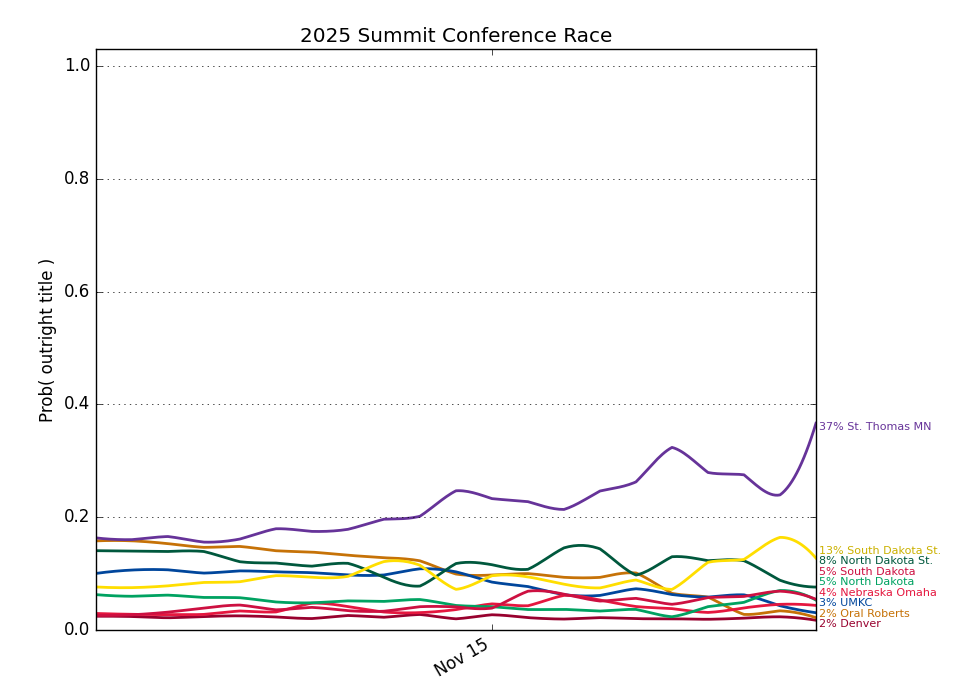 2025 Summit Conference Race
1.0
0.8
0.6
0.4
0.2
0.0
Prob( outright title )
Nov 15
37% St. Thomas MN
13% South Dakota St.
8% North Dakota St.
5% South Dakota
5% North Dakota
4% Nebraska Omaha
3% UMKC
2% Oral Roberts
2% Denver